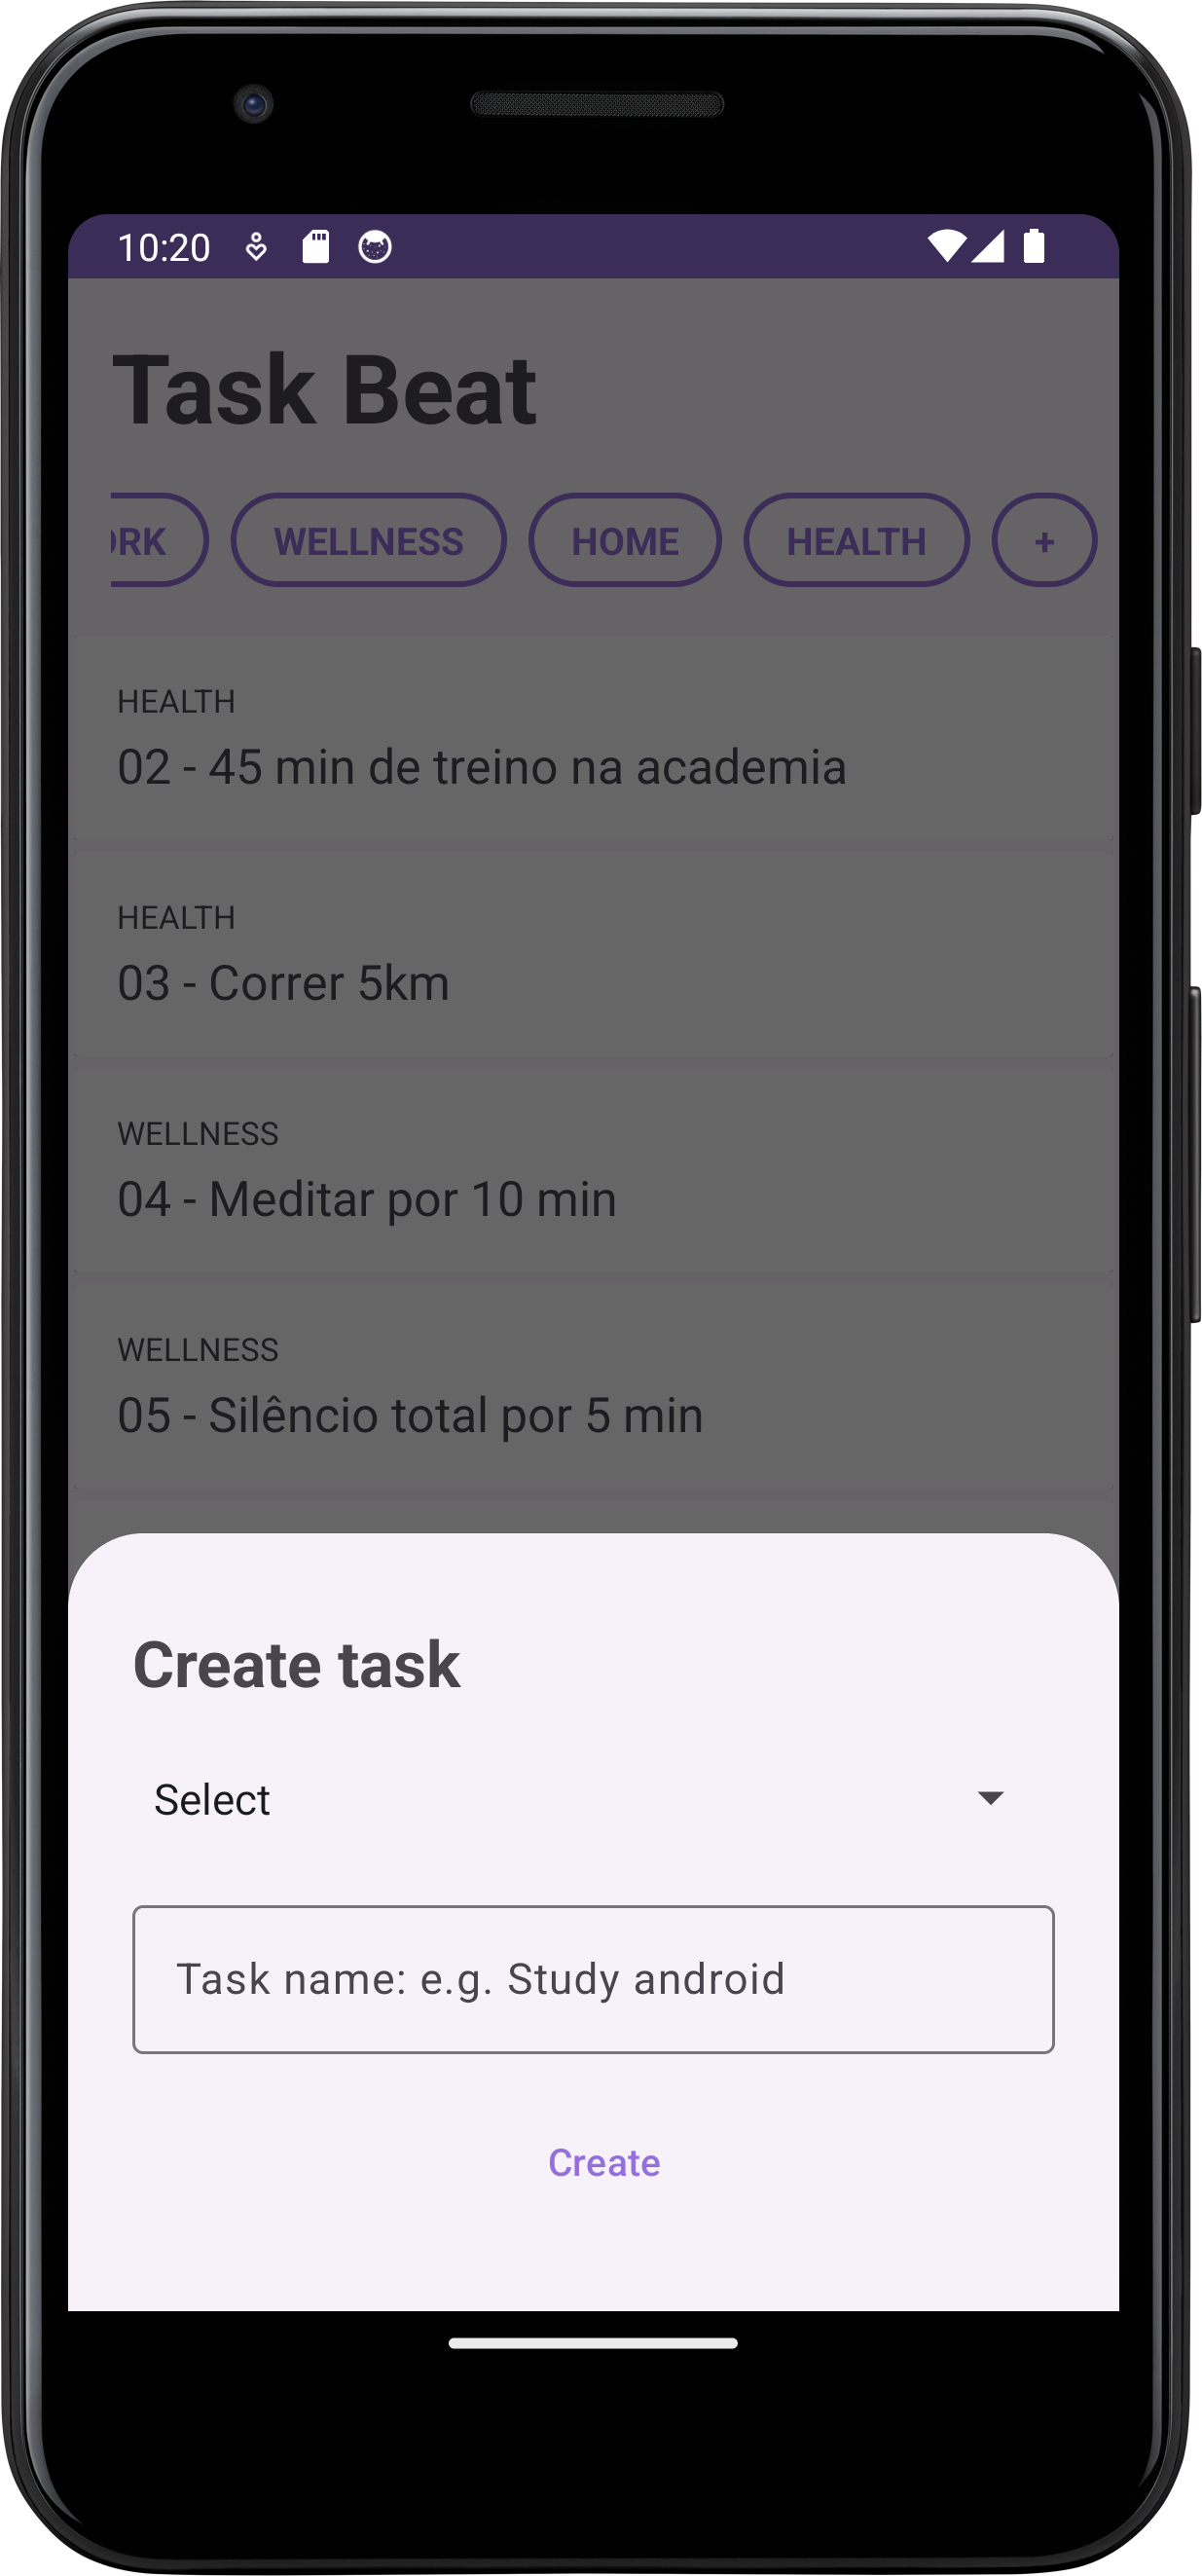 10:20
Task Beat
ORK WELLNESS HOME HEALTH +
HEALTH
02 - 45 min de treino na academia
HEALTH
03 - Correr 5km
WELLNESS
04 - Meditar por 10 min
WELLNESS
05 - Silêncio total por 5 min
Create task
Select
Task name: e.g. Study android
Create